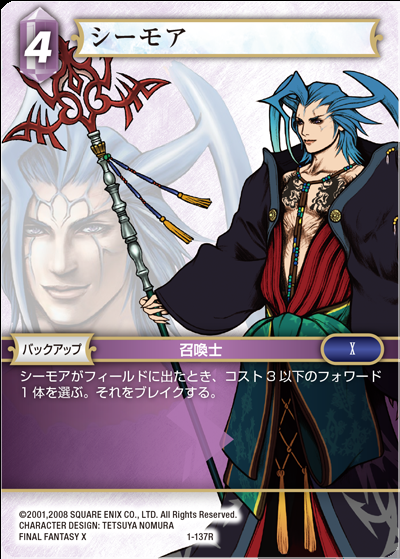 4
シーモア
バックアップ
召喚士
X
シーモアがフィールドに出たとき、コスト3以下のフォワード
1体を選ぶ。それをブレイクする。
©2001,2008 SQUARE ENIX CO., LTD. All Rights Reserved.
CHARACTER DESIGN: TETSUYA NOMURA
FINAL FANTASY X
1-137R